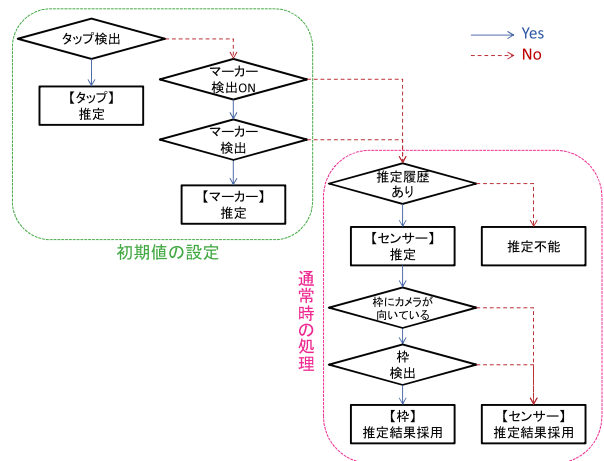 タップ検出
【タップ】
推定
マーカー
検出ON
マーカー
検出
【マーカー】
推定
初期値の設定
Yes
No
推定履歴
あり
【センサー】
推定
推定不能
枠にカメラが
向いている
枠
検出
【枠】
推定結果採用
【センサー】
推定結果採用
通常時の処理